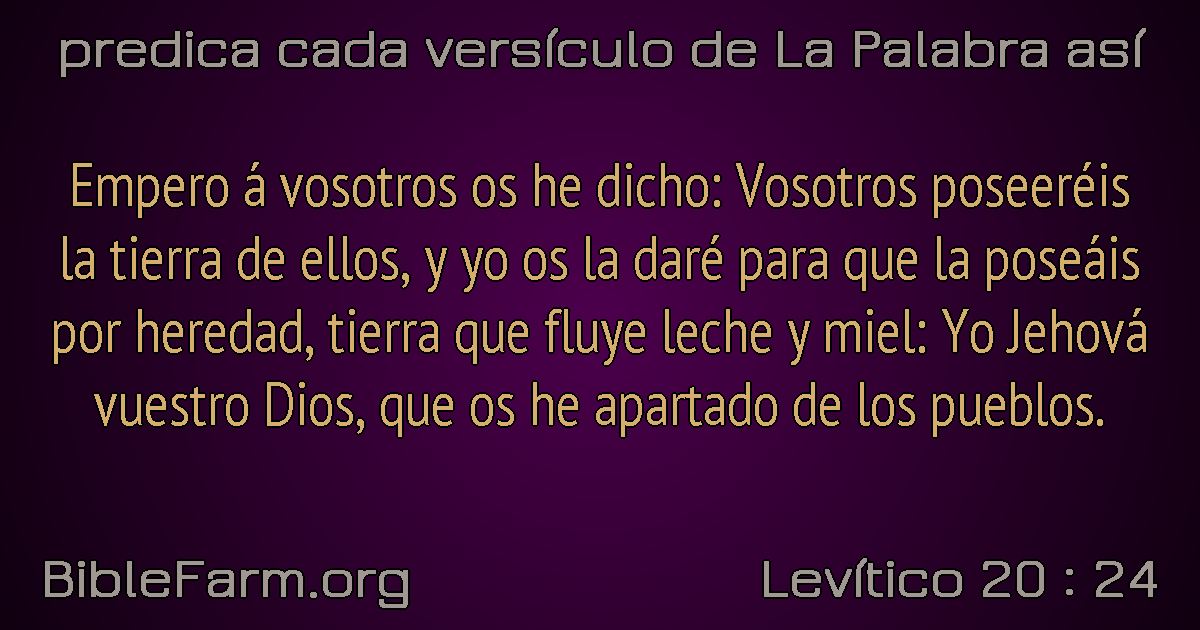 predica cada versículo de La Palabra así
Empero á vosotros os he dicho: Vosotros poseeréis
la tierra de ellos, y yo os la daré para que la poseáis
por heredad, tierra que fluye leche y miel: Yo Jehová
vuestro Dios, que os he apartado de los pueblos.
BibleFarm.org Levítico 20 : 24